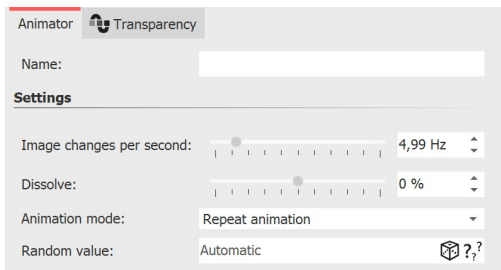 Animator Transparency
Name:
Settings
Image changes per second: 4,99 Hz
Dissolve: 0 %
Animation mode: Repeat animation
Random value: Automatic ???